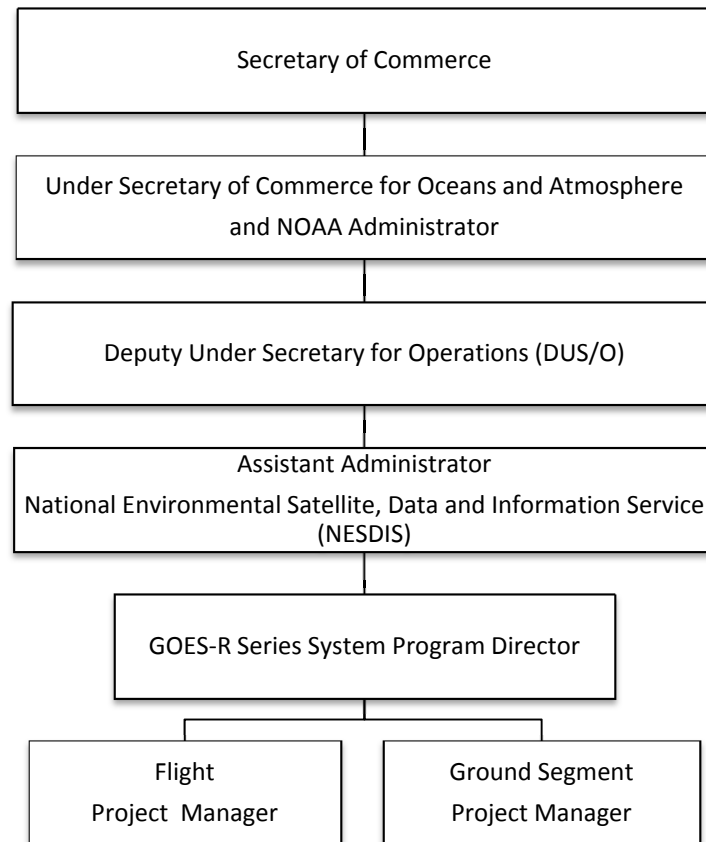 Secretary of Commerce
Under Secretary of Commerce for Oceans and Atmosphere
and NOAA Administrator
Deputy Under Secretary for Operations (DUS/O)
Assistant Administrator
National Environmental Satellite, Data and Information Service
(NESDIS)
GOES-R Series System Program Director
Flight
Project  Manager
Ground Segment
Project Manager